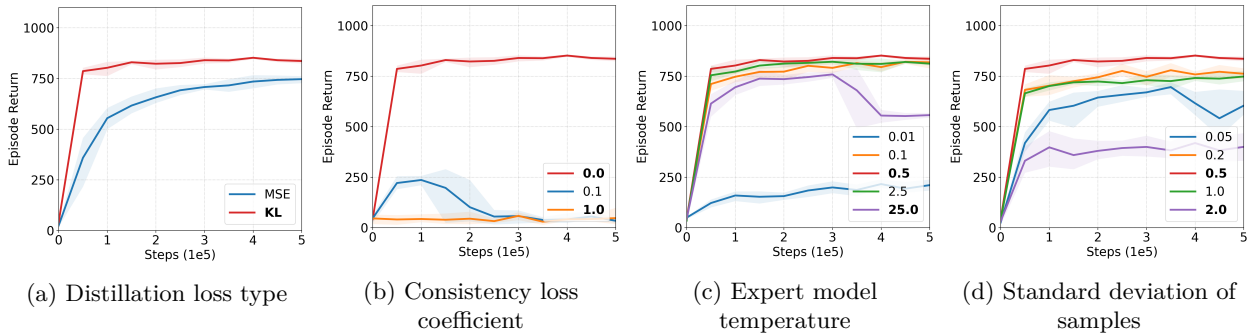 1000
750
500
250
0
Episode Return
0 1 2 3 4 5
Steps (1e5)
MSE
KL
(a) Distillation loss type
1000
750
500
250
0
Episode Return
0 1 2 3 4 5
Steps (1e5)
0.0
0.1
1.0
(b) Consistency loss
coefficient
1000
750
500
250
0
Episode Return
0 1 2 3 4 5
Steps (1e5)
0.01
0.1
0.5
2.5
25.0
(c) Expert model
temperature
1000
750
500
250
0
Episode Return
0 1 2 3 4 5
Steps (1e5)
0.05
0.2
0.5
1.0
2.0
(d) Standard deviation of
samples